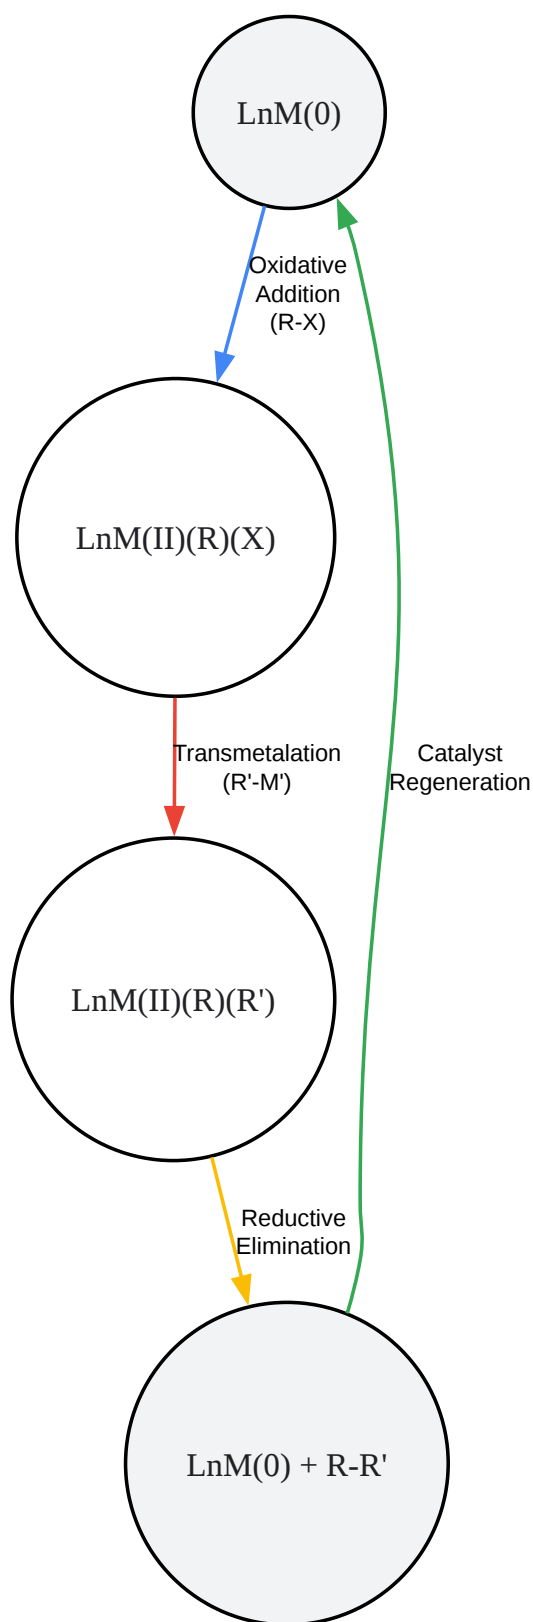 LnM(0)
Oxidative
Addition
(R-X)
LnM(II)(R)(X)
Transmetalation
(R'-M')
Catalyst
Regeneration
LnM(II)(R)(R')
Reductive
Elimination
LnM(0) + R-R'